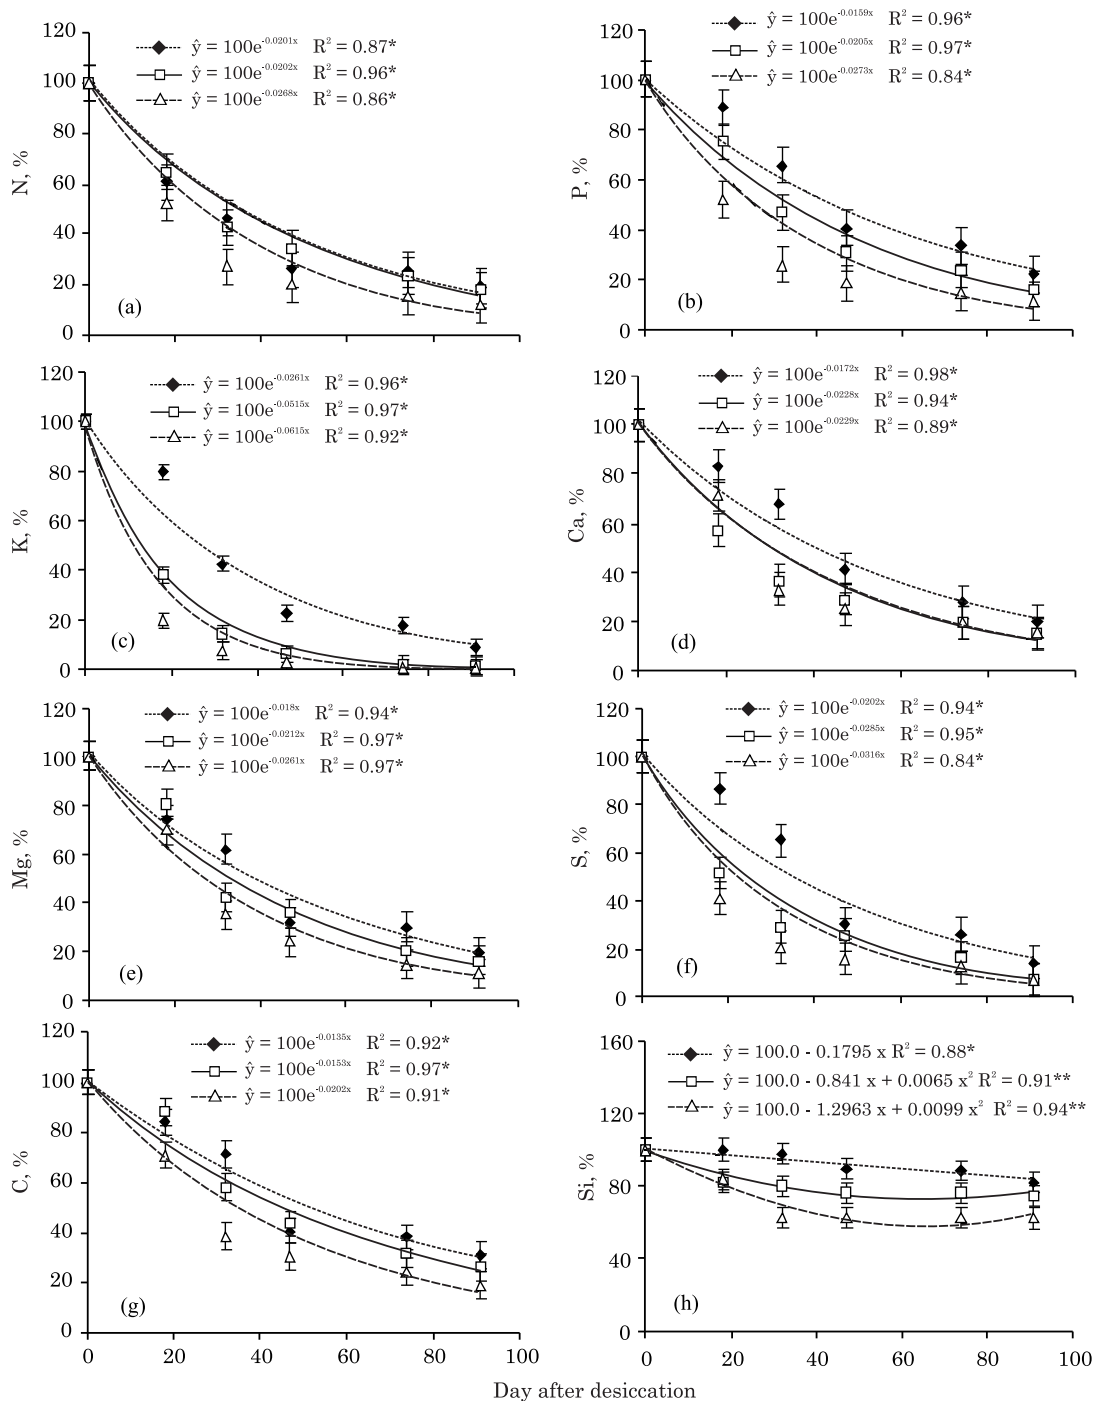 120
100
80
60
40
20
0
N, %
ŷ = 100e^-0.0201x R² = 0.87*
ŷ = 100e^-0.0202x R² = 0.96*
ŷ = 100e^-0.0268x R² = 0.86*
(a)
120
100
80
60
40
20
0
P, %
ŷ = 100e^-0.0159x R² = 0.96*
ŷ = 100e^-0.0205x R² = 0.97*
ŷ = 100e^-0.0273x R² = 0.84*
(b)
0 20 40 60 80 100
120
100
80
60
40
20
0
K, %
ŷ = 100e^-0.0261x R² = 0.96*
ŷ = 100e^-0.0515x R² = 0.97*
ŷ = 100e^-0.0615x R² = 0.92*
(c)
120
100
80
60
40
20
0
Ca, %
ŷ = 100e^-0.0172x R² = 0.98*
ŷ = 100e^-0.0228x R² = 0.94*
ŷ = 100e^-0.0229x R² = 0.89*
(d)
120
100
80
60
40
20
0
Mg, %
ŷ = 100e^-0.018x R² = 0.94*
ŷ = 100e^-0.0212x R² = 0.97*
ŷ = 100e^-0.0261x R² = 0.97*
(e)
120
100
80
60
40
20
0
S, %
ŷ = 100e^-0.0202x R² = 0.94*
ŷ = 100e^-0.0285x R² = 0.95*
ŷ = 100e^-0.0316x R² = 0.84*
(f)
120
100
80
60
40
20
0
C, %
ŷ = 100e^-0.0135x R² = 0.92*
ŷ = 100e^-0.0153x R² = 0.97*
ŷ = 100e^-0.0202x R² = 0.91*
(g)
0 20 40 60 80 100
160
120
80
40
0
Si, %
ŷ = 100.0 - 0.1795 x R² = 0.88*
ŷ = 100.0 - 0.841 x + 0.0065 x² R² = 0.91**
ŷ = 100.0 - 1.2963 x + 0.0099 x² R² = 0.94**
(h)
0 20 40 60 80 100
Day after desiccation